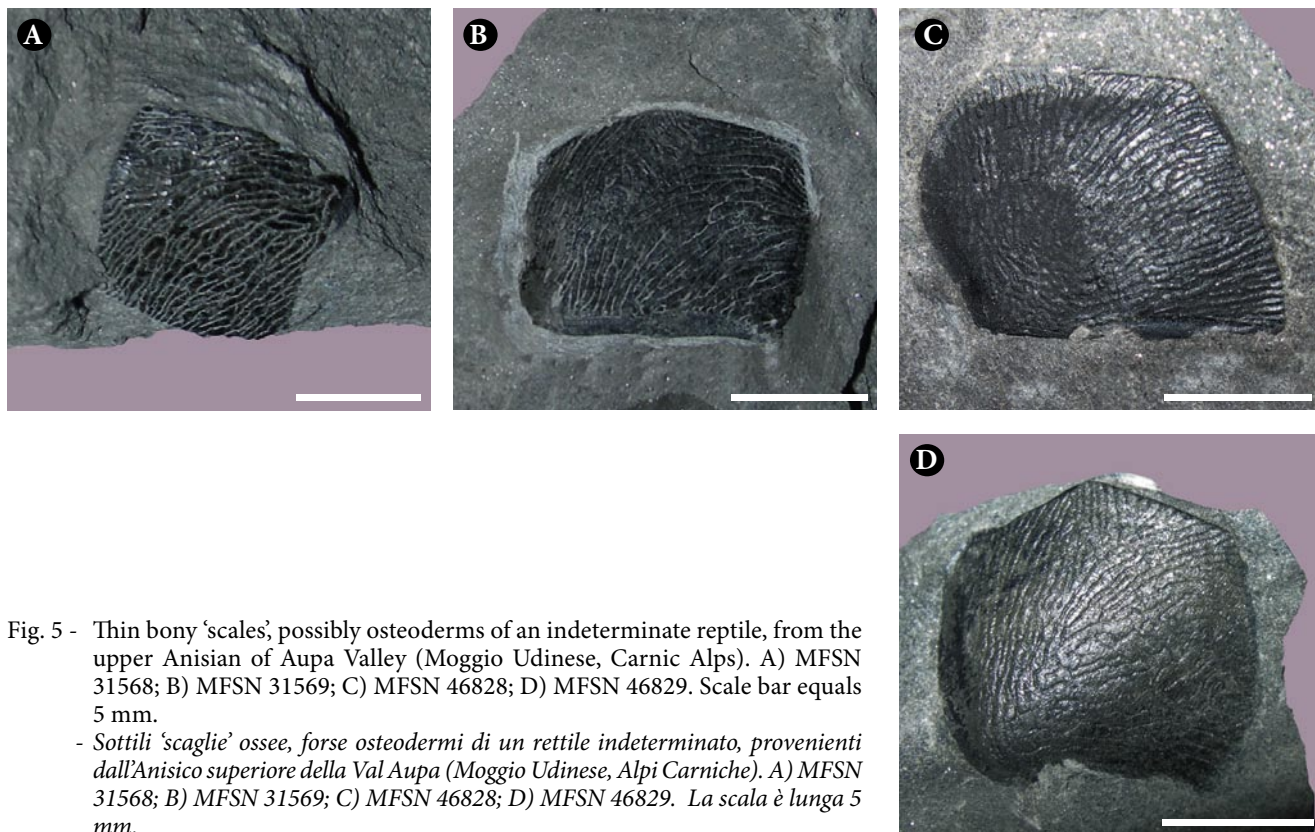 A
B
C
D
Fig. 5 - Thin bony ‘scales’, possibly osteoderms of an indeterminate reptile, from the
upper Anisian of Aupa Valley (Moggio Udinese, Carnic Alps). A) MFSN
31568; B) MFSN 31569; C) MFSN 46828; D) MFSN 46829. Scale bar equals
5 mm.
- Sottili ‘scaglie’ ossee, forse osteodermi di un rettile indeterminato, provenienti
dall’Anisico superiore della Val Aupa (Moggio Udinese, Alpi Carniche). A) MFSN
31568; B) MFSN 31569; C) MFSN 46828; D) MFSN 46829. La scala è lunga 5
mm.